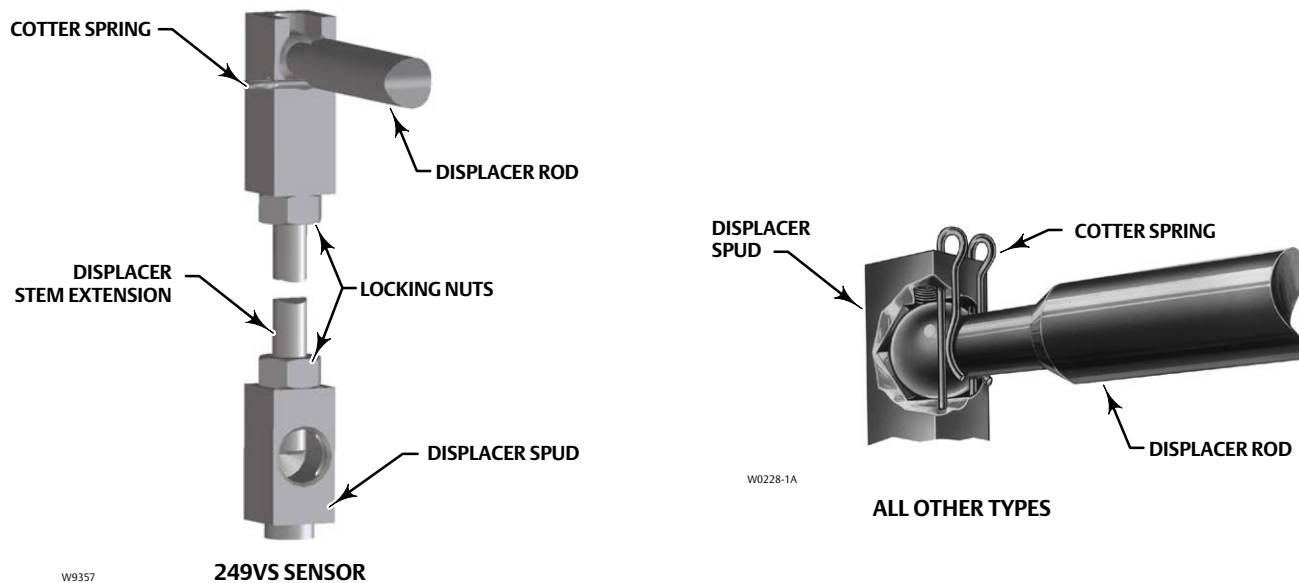 COTTER SPRING
DISPLACER ROD
DISPLACER
STEM EXTENSION
LOCKING NUTS
DISPLACER SPUD
W9357
249VS SENSOR
DISPLACER
SPUD
COTTER SPRING
DISPLACER ROD
W0228-1A
ALL OTHER TYPES